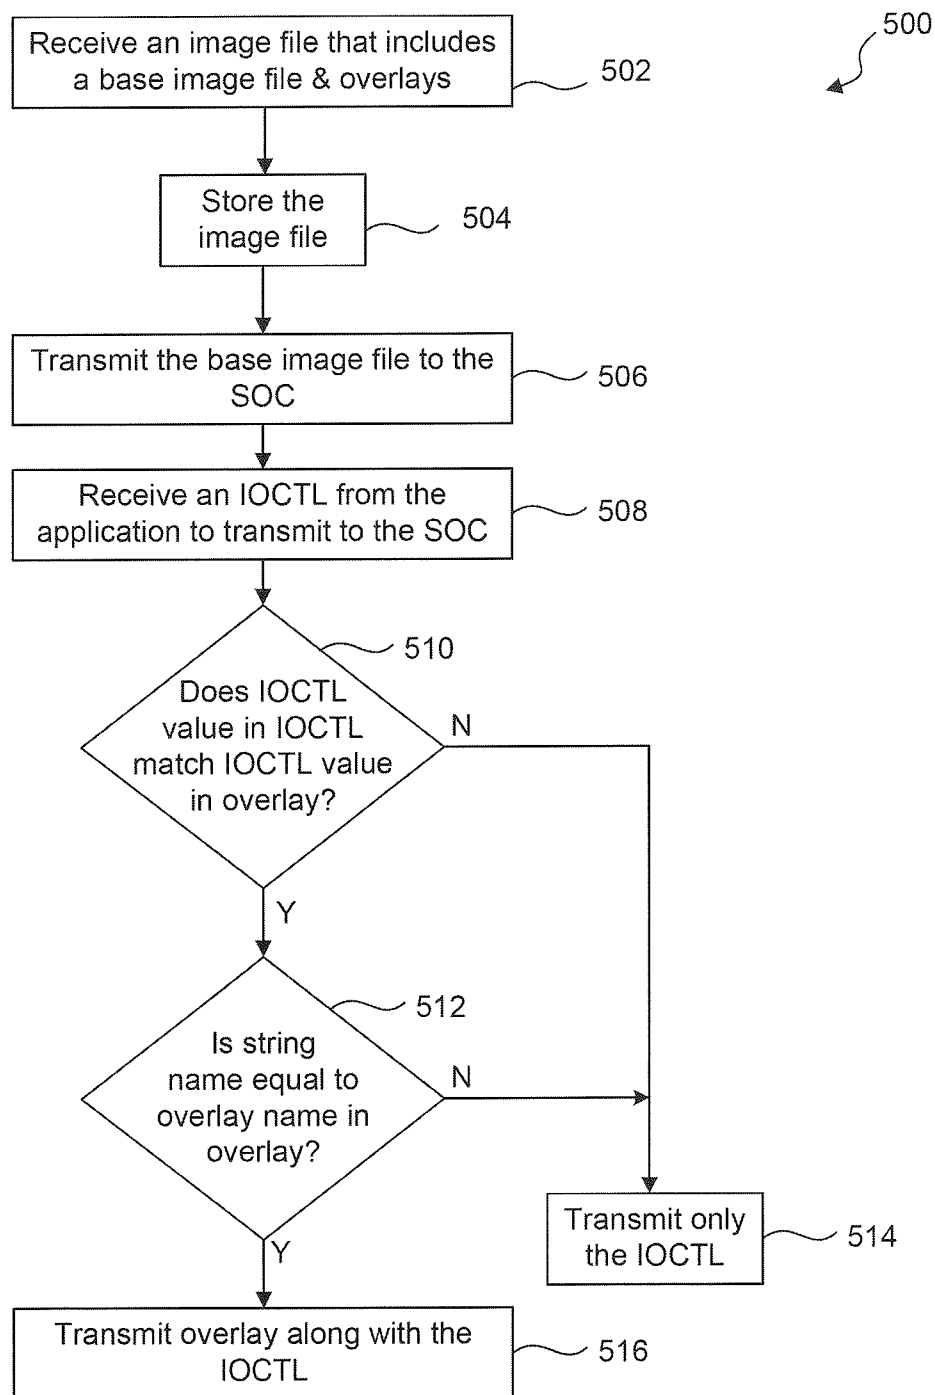 500
Receive an image file that includes
a base image file & overlays
502
Store the
image file
504
Transmit the base image file to the
SOC
506
Receive an IOCTL from the
application to transmit to the SOC
508
510
Does IOCTL
value in IOCTL
match IOCTL value
in overlay?
N
Y
512
Is string
name equal to
overlay name in
overlay?
N
Y
Transmit only
the IOCTL
514
Transmit overlay along with the
IOCTL
516